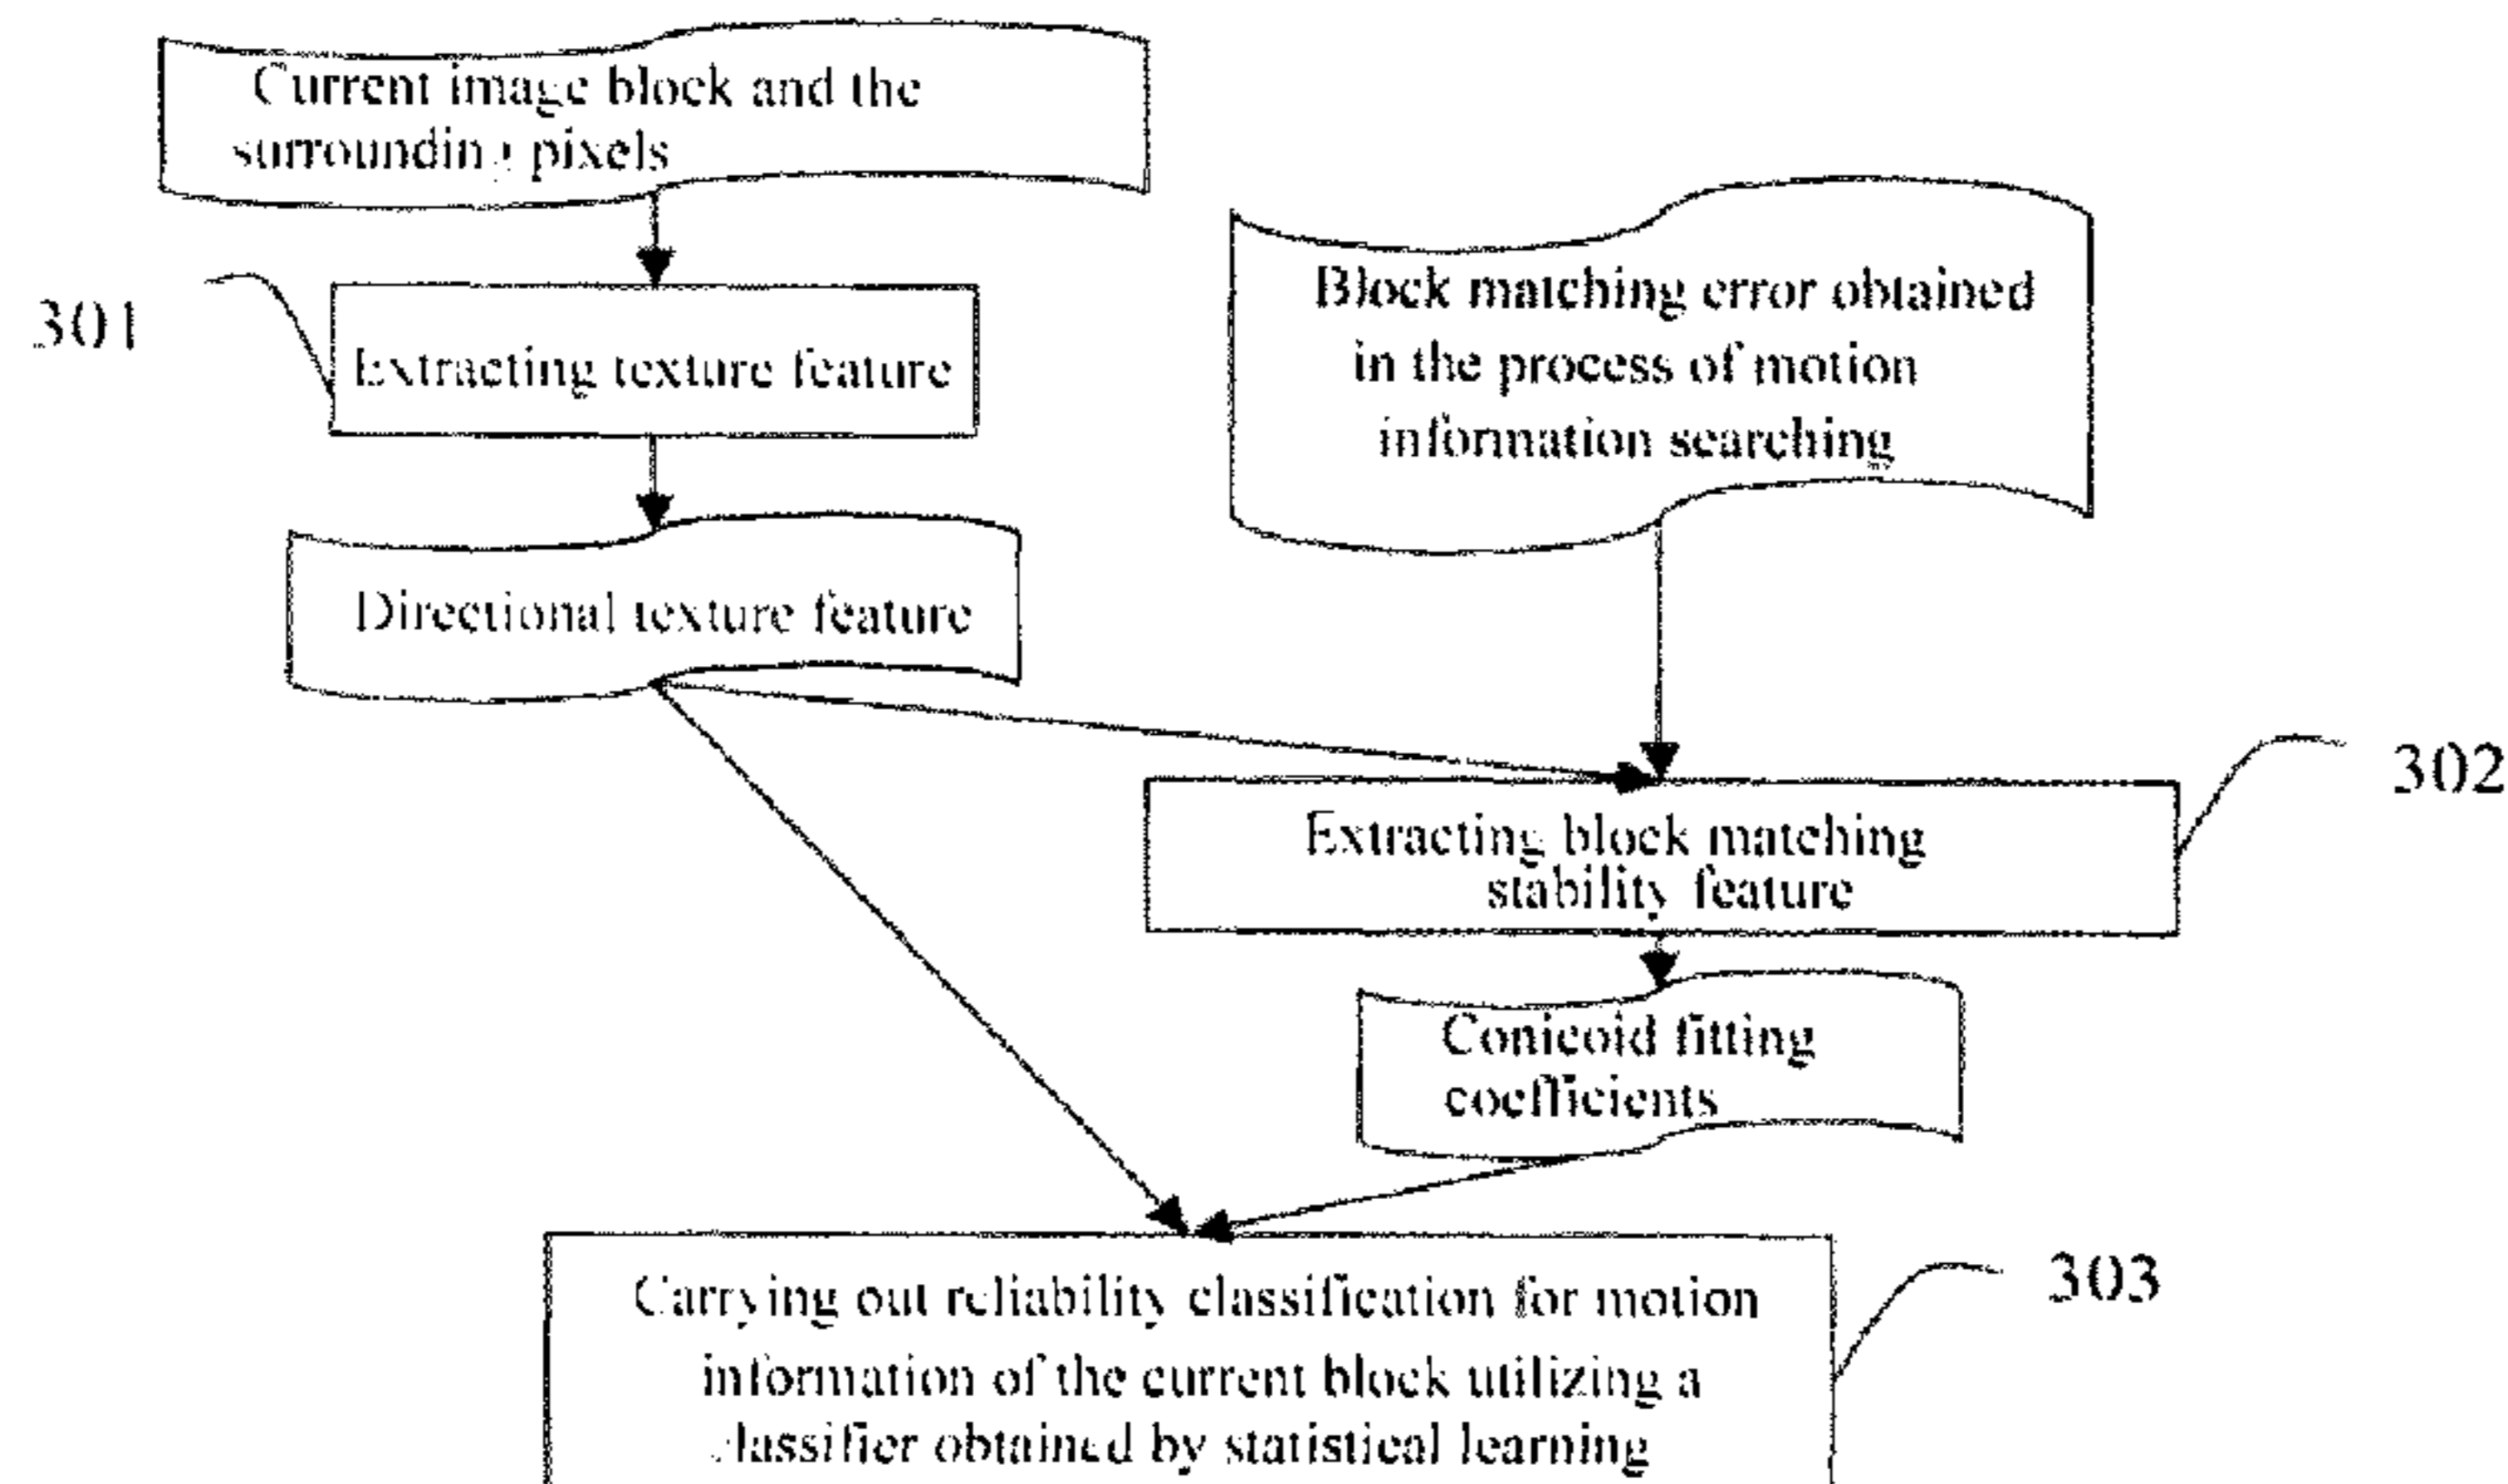 Current image block and the
surrounding pixels
301
Extracting texture feature
Block matching error obtained
in the process of motion
information searching
Directional texture feature
302
Extracting block matching
stability feature
Conicoid fitting
coefficients
303
Carrying out reliability classification for motion
information of the current block utilizing a
classifier obtained by statistical learning